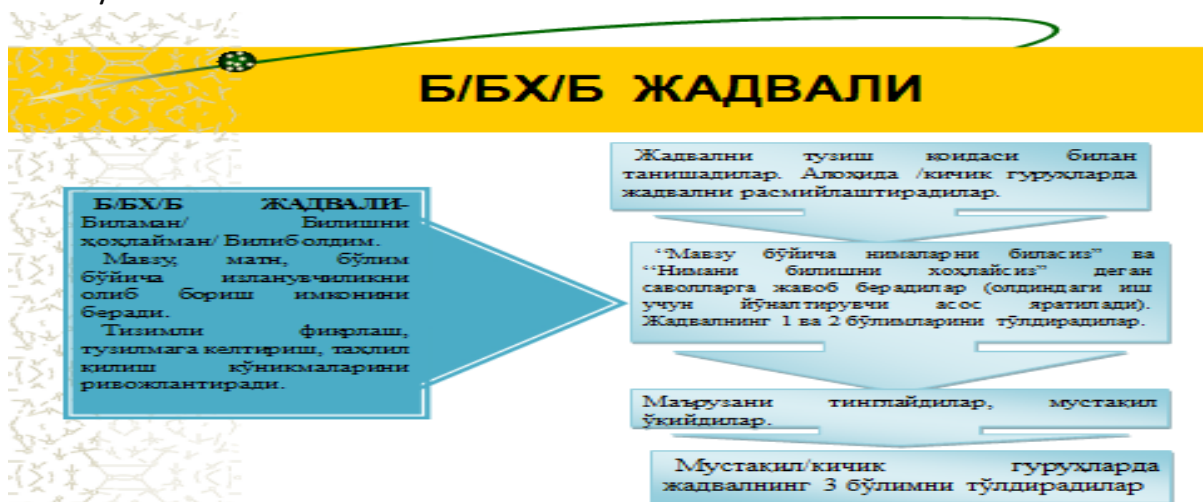 Б/БХ/Б ЖАДВАЛИ
Б/БХ/Б ЖАДВАЛИ-
Биламан/ Билишни
ҳоҳлайман/ Билиб олдим.
Мавзу, матн, бўлим
бўйича изланувчиликни
олиб бориш имконини
беради.
Тизимли фикрлаш,
тузилмага келтириш, таҳлил
қилиш кўникмаларини
ривожлантиради.
Жадвални тузиш қоидаси билан
танишадилар. Алоҳида /кичик гуруҳларда
жадвални расмийлаштирадилар.
“Мавзу бўйича нималарни биласиз” ва
“Нимани билишни хоҳлайсиз” деган
саволларга жавоб берадилар (олдиндаги иш
учун йўналтирувчи асос яратилади).
Жадвалнинг 1 ва 2 бўлимларини тўлдирадилар.
Маърузани тинглайдилар, мустақил
ўқийдилар.
Мустақил/кичик гуруҳларда
жадвалнинг 3 бўлимни тўлдирадилар